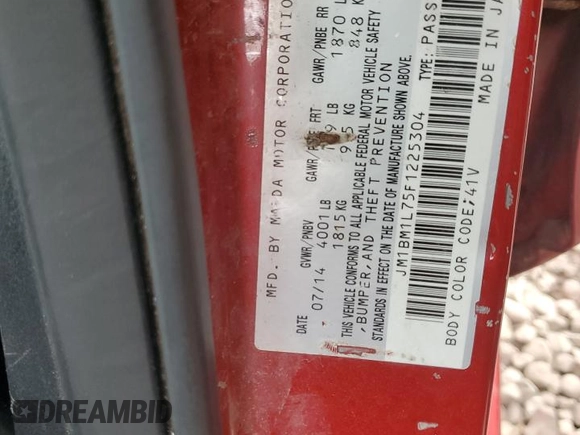 MFD. BY MAZDA MOTOR CORPORATION
DATE GVWR/PNBV GAWR/ FRT GAWR/PNBE RR
07/14 4001 LB LB 1870
1815 KG KG 848
THIS VEHICLE CONFORMS TO ALL APPLICABLE FEDERAL MOTOR VEHICLE SAFETY
,BUMPER, AND THEFT PREVENTION
STANDARDS IN EFFECT ON THE DATE OF MANUFACTURE SHOWN ABOVE.
JM1BM1L75F1225304 TYPE: PASS
BODY COLOR CODE;41V MADE IN JA
DREAMBID